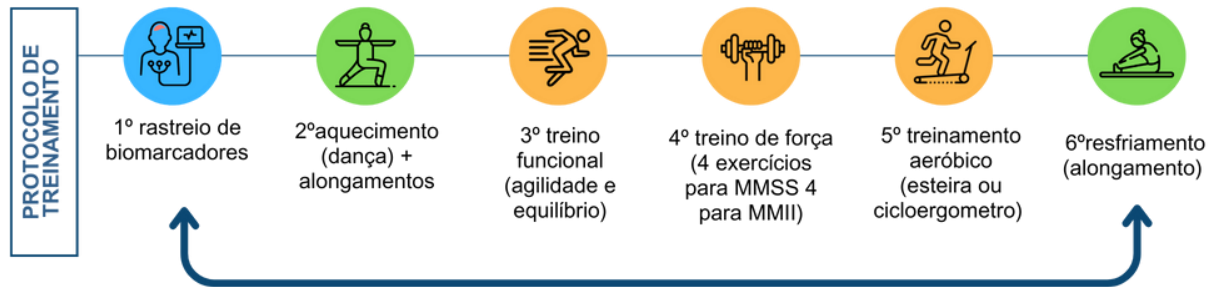 PROTOCOLO DE
TREINAMENTO
1º rastreio de
biomarcadores
2ºaquecimento
(dança) +
alongamentos
3º treino
funcional
(agilidade e
equilíbrio)
4º treino de força
(4 exercícios
para MMSS 4
para MMII)
5º treinamento
aeróbico
(esteira ou
cicloergometro)
6ºresfriamento
(alongamento)